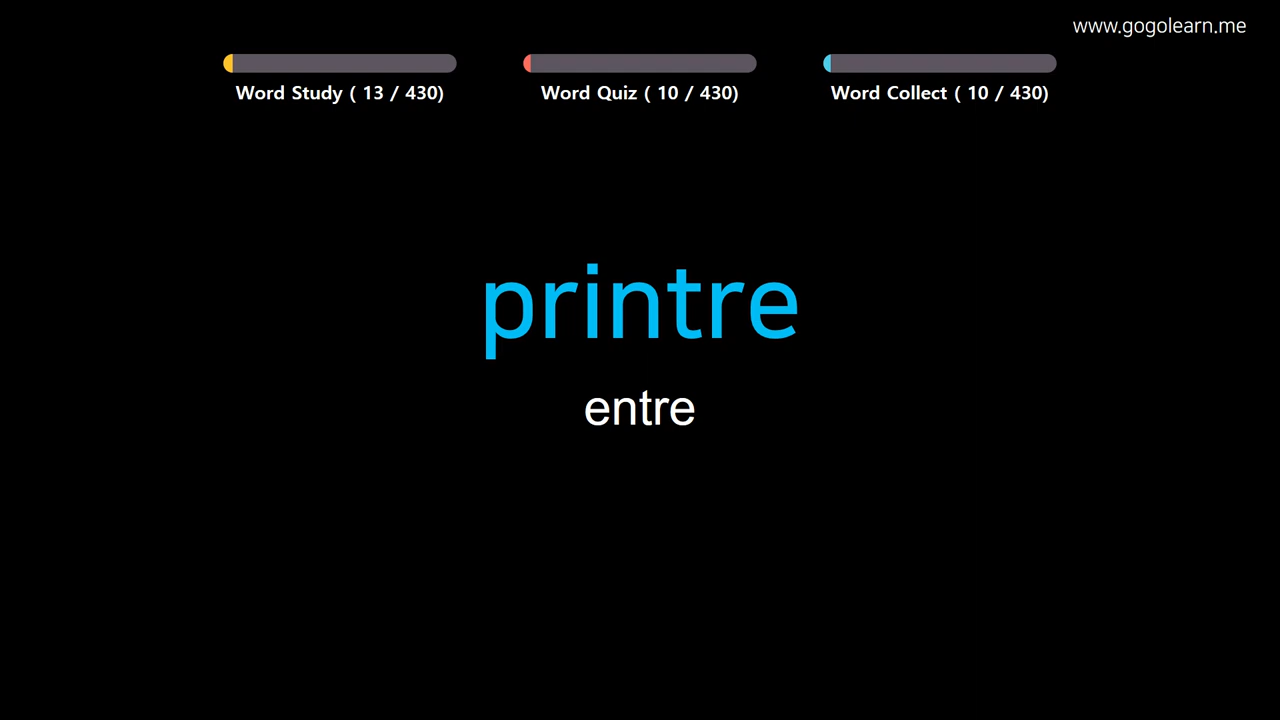 www.gogolearn.me
Word Study ( 13 / 430)
Word Quiz ( 10 / 430)
Word Collect ( 10 / 430)
printre
entre